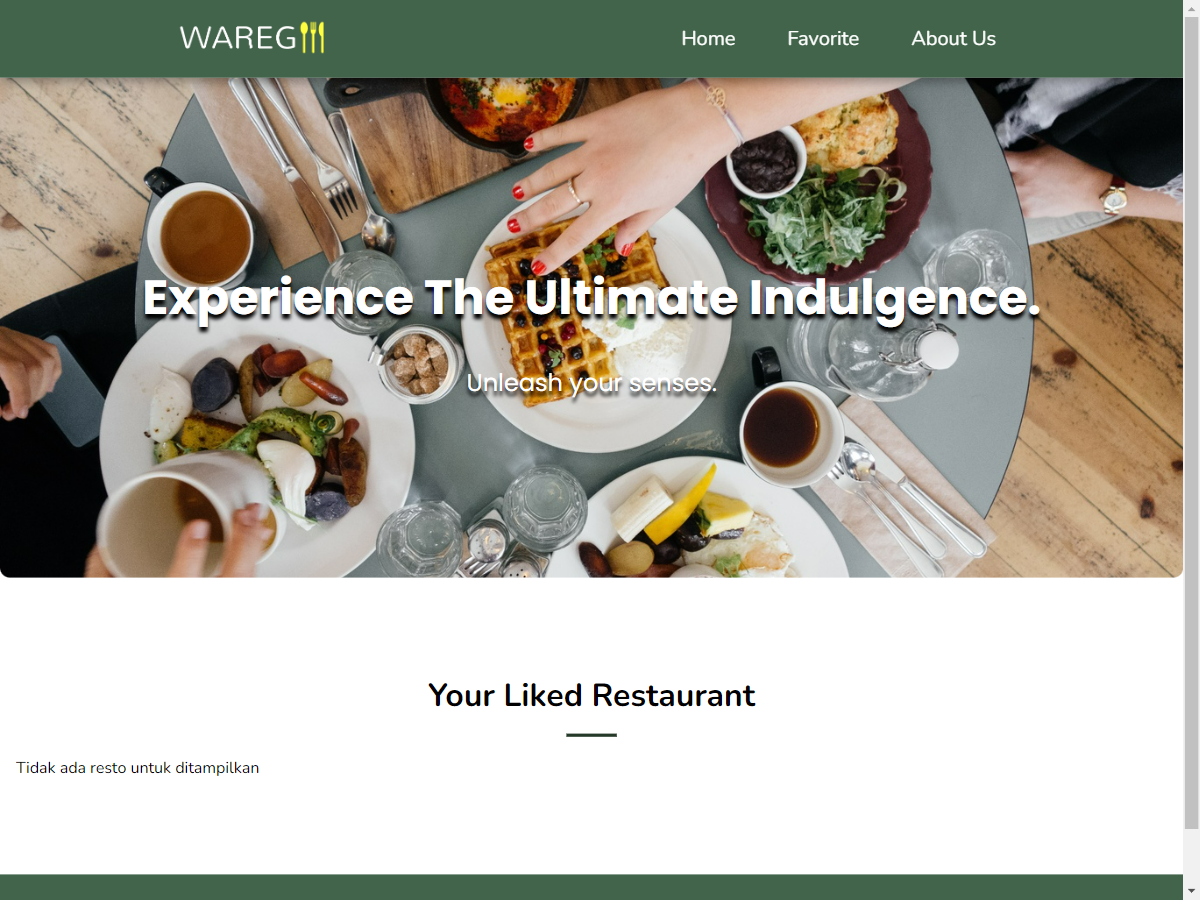 WAREG
Home
Favorite
About Us
Experience The Ultimate Indulgence.
Unleash your senses.
Your Liked Restaurant
Tidak ada resto untuk ditampilkan